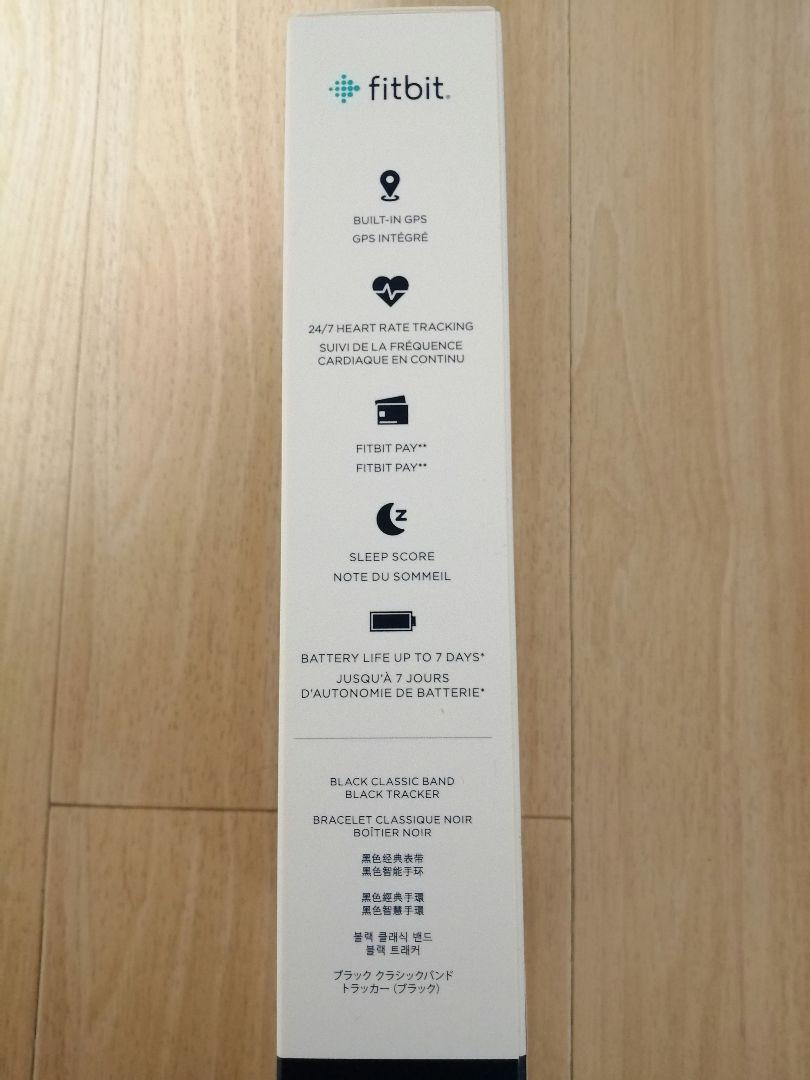 fitbit®
BUILT-IN GPS
GPS INTÉGRÉ
24/7 HEART RATE TRACKING
SUIVI DE LA FRÉQUENCE
CARDIAQUE EN CONTINU
FITBIT PAY**
FITBIT PAY**
Z
SLEEP SCORE
NOTE DU SOMMEIL
BATTERY LIFE UP TO 7 DAYS*
JUSQU'À 7 JOURS
D'AUTONOMIE DE BATTERIE*
BLACK CLASSIC BAND
BLACK TRACKER
BRACELET CLASSIQUE NOIR
BOÎTIER NOIR
黑色经典表带
黑色智能手环
黑色經典手環
黑色智慧手環
블랙 클래식 밴드
블랙 트래커
ブラック クラシックバンド
トラッカー (ブラック)